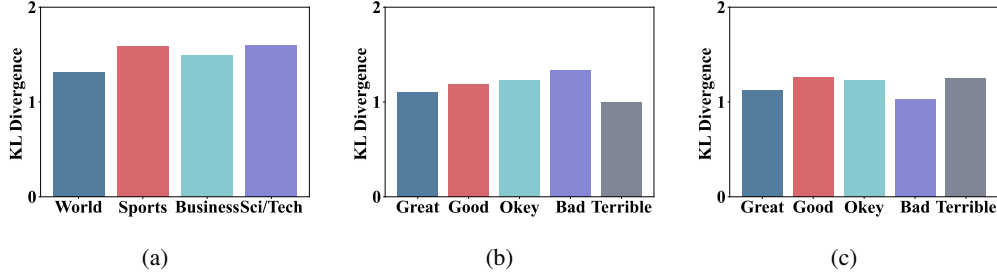 2
1
0
KL Divergence
World Sports Business Sci/Tech
(a)
2
1
0
KL Divergence
Great Good Okey Bad Terrible
(b)
2
1
0
KL Divergence
Great Good Okey Bad Terrible
(c)